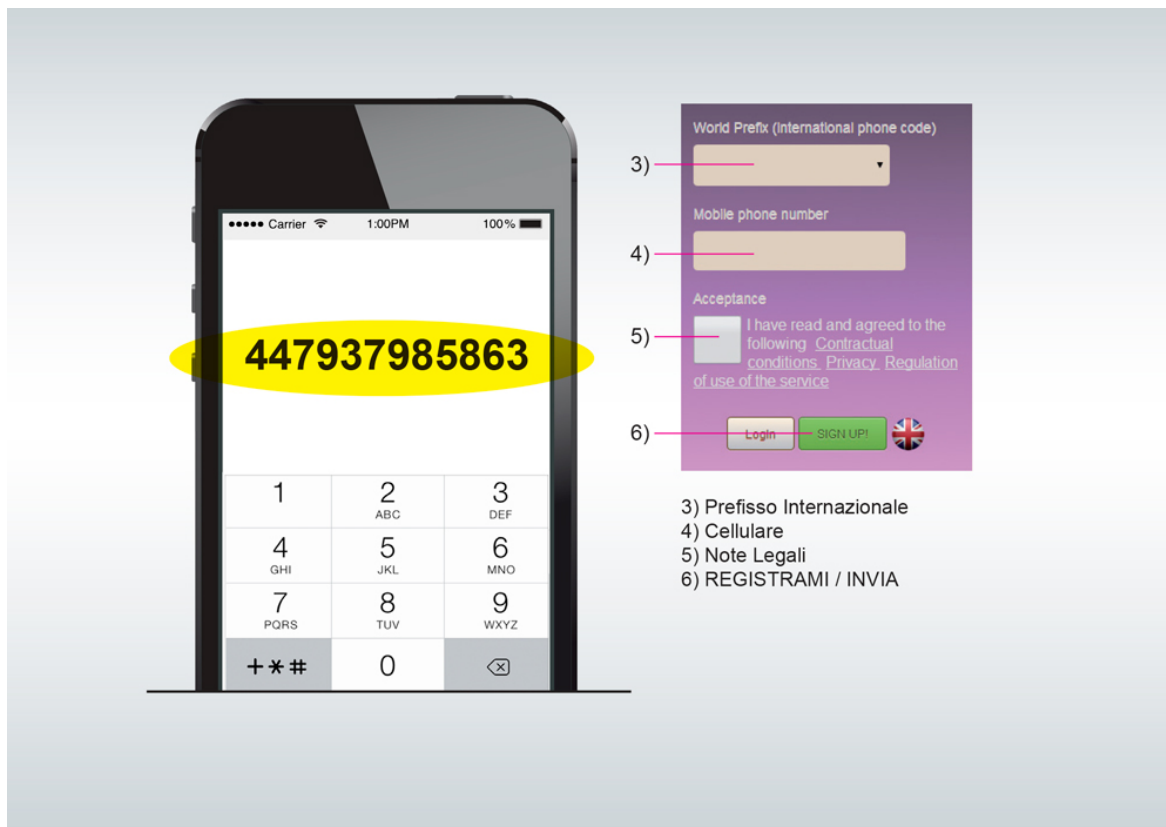 ●●●●● Carrier 1:00PM 100%
447937985863
1
2
ABC
3
DEF
4
GHI
5
JKL
6
MNO
7
PQRS
8
TUV
9
WXYZ
+*#
0
World Prefix (International phone code)
3)
Mobile phone number
4)
Acceptance
5)
I have read and agreed to the
following Contractual
conditions Privacy Regulation
of use of the service
6)
Login SIGN UP!
3) Prefisso Internazionale
4) Cellulare
5) Note Legali
6) REGISTRAMI / INVIA